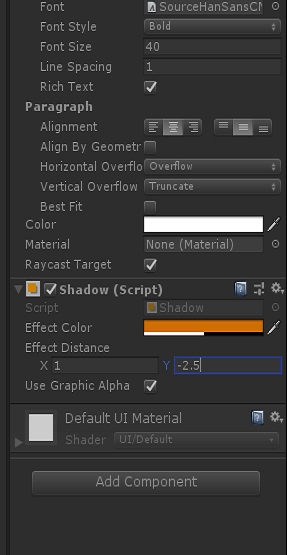 Font SourceHanSansCN
Font Style Bold
Font Size 40
Line Spacing 1
Rich Text
Paragraph
Alignment
Align By Geometr
Horizontal Overflo Overflow
Vertical Overflow Truncate
Best Fit
Color
Material None (Material)
Raycast Target
Shadow (Script)
Script Shadow
Effect Color
Effect Distance
X 1 Y -2.5
Use Graphic Alpha
Default UI Material
Shader UI/Default
Add Component